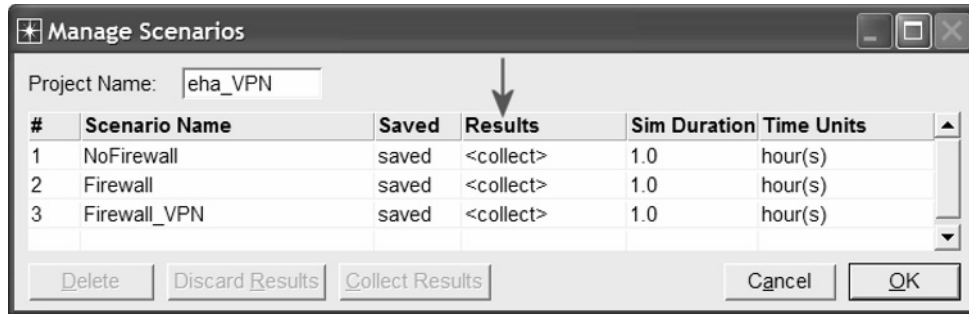 Manage Scenarios
Project Name: eha_VPN
# Scenario Name Saved Results Sim Duration Time Units
1 NoFirewall saved <collect> 1.0 hour(s)
2 Firewall saved <collect> 1.0 hour(s)
3 Firewall_VPN saved <collect> 1.0 hour(s)
Delete Discard Results Collect Results Cancel OK